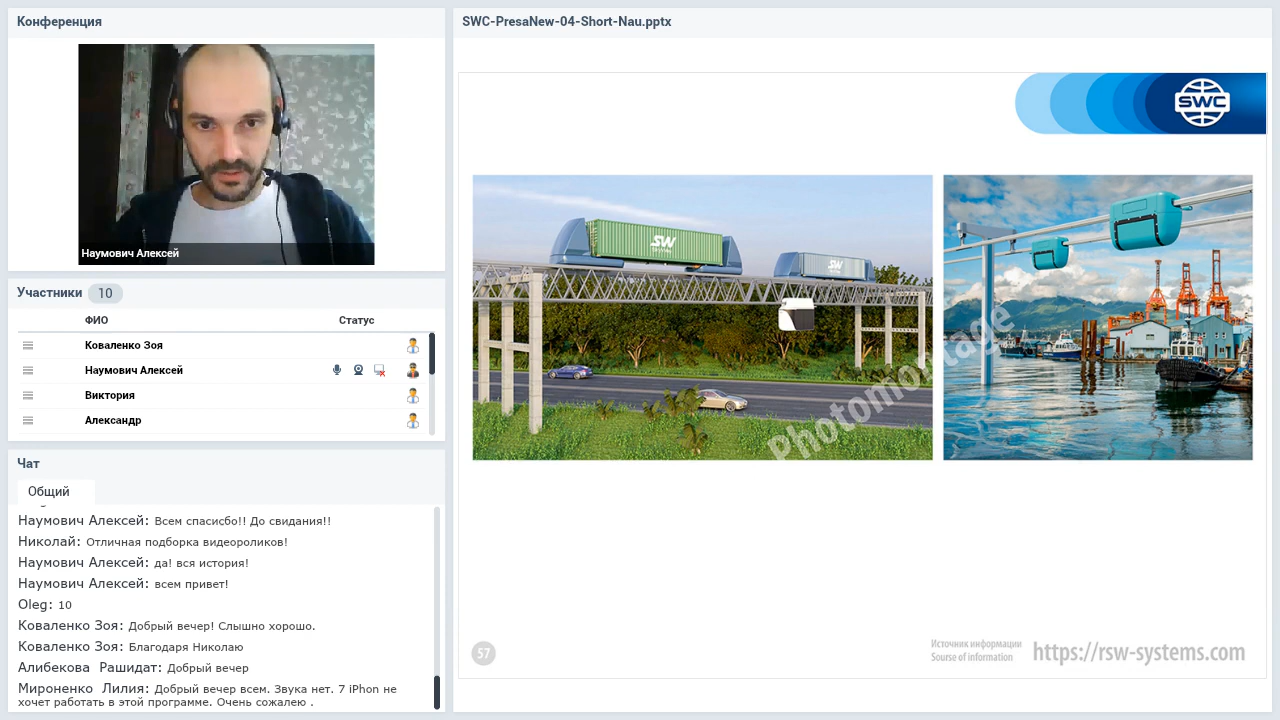 Конференция
Наумович Алексей
Участники 10
ФИО Статус
Коваленко Зоя
Наумович Алексей
Виктория
Александр
Чат
Общий
Наумович Алексей: Всем спасисбо!! До свидания!!
Николай: Отличная подборка видеороликов!
Наумович Алексей: да! вся история!
Наумович Алексей: всем привет!
Oleg: 10
Коваленко Зоя: Добрый вечер! Слышно хорошо.
Коваленко Зоя: Благодаря Николаю
Алибекова Рашидат: Добрый вечер
Мироненко Лилия: Добрый вечер всем. Звука нет. 7 iPhon не
хочет работать в этой программе. Очень сожалею .
SWC-PresaNew-04-Short-Nau.pptx
SWC
SW
Photomontage
57
Источник информации
Sourse of information
https://rsw-systems.com